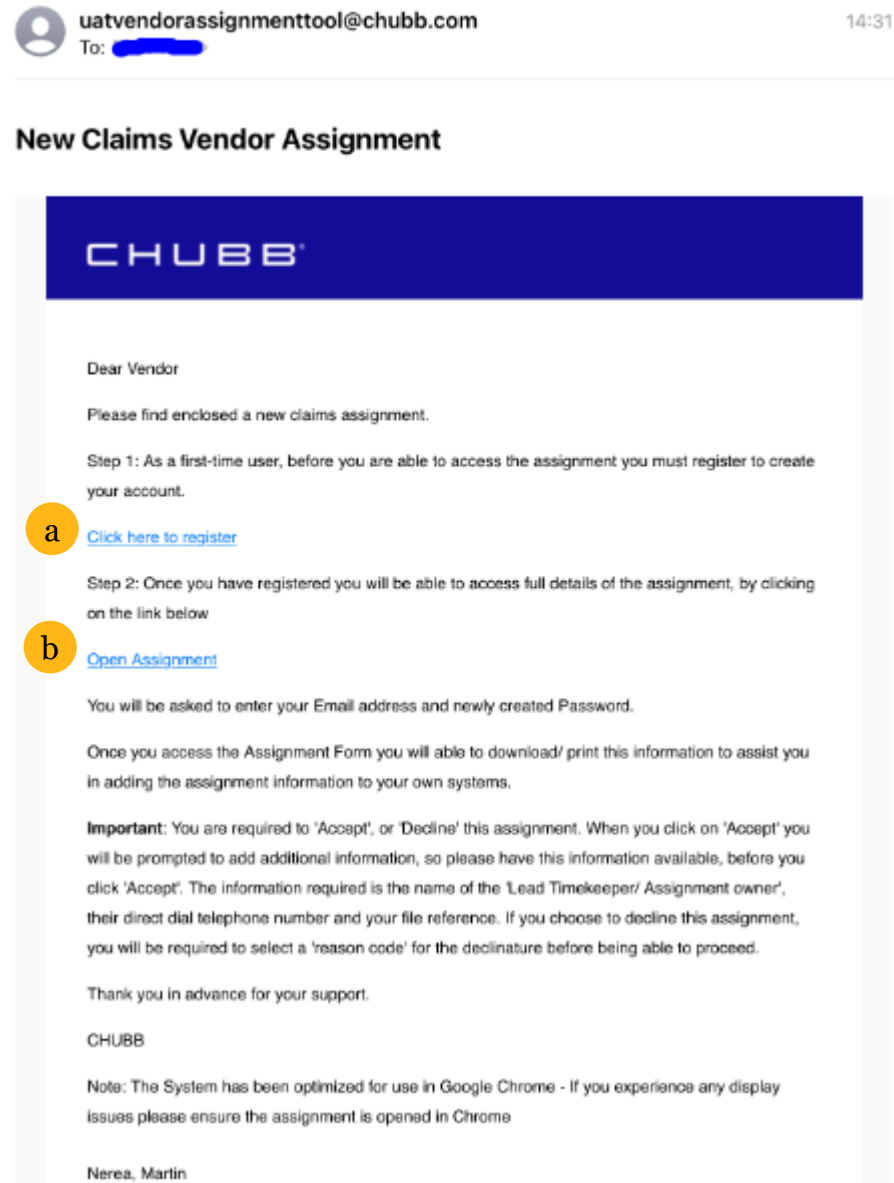 uatvendorassignmenttool@chubb.com
14:31
To:
New Claims Vendor Assignment
CHUBB®
Dear Vendor
Please find enclosed a new claims assignment.
Step 1: As a first-time user, before you are able to access the assignment you must register to create
your account.
a
Click here to register
Step 2: Once you have registered you will be able to access full details of the assignment, by clicking
on the link below
b
Open Assignment
You will be asked to enter your Email address and newly created Password.
Once you access the Assignment Form you will able to download/ print this information to assist you
in adding the assignment information to your own systems.
Important: You are required to 'Accept', or 'Decline' this assignment. When you click on 'Accept' you
will be prompted to add additional information, so please have this information available, before you
click 'Accept'. The information required is the name of the 'Lead Timekeeper/ Assignment owner',
their direct dial telephone number and your file reference. If you choose to decline this assignment,
you will be required to select a 'reason code' for the declinature before being able to proceed.
Thank you in advance for your support.
CHUBB
Note: The System has been optimized for use in Google Chrome - If you experience any display
issues please ensure the assignment is opened in Chrome
Nerea, Martin